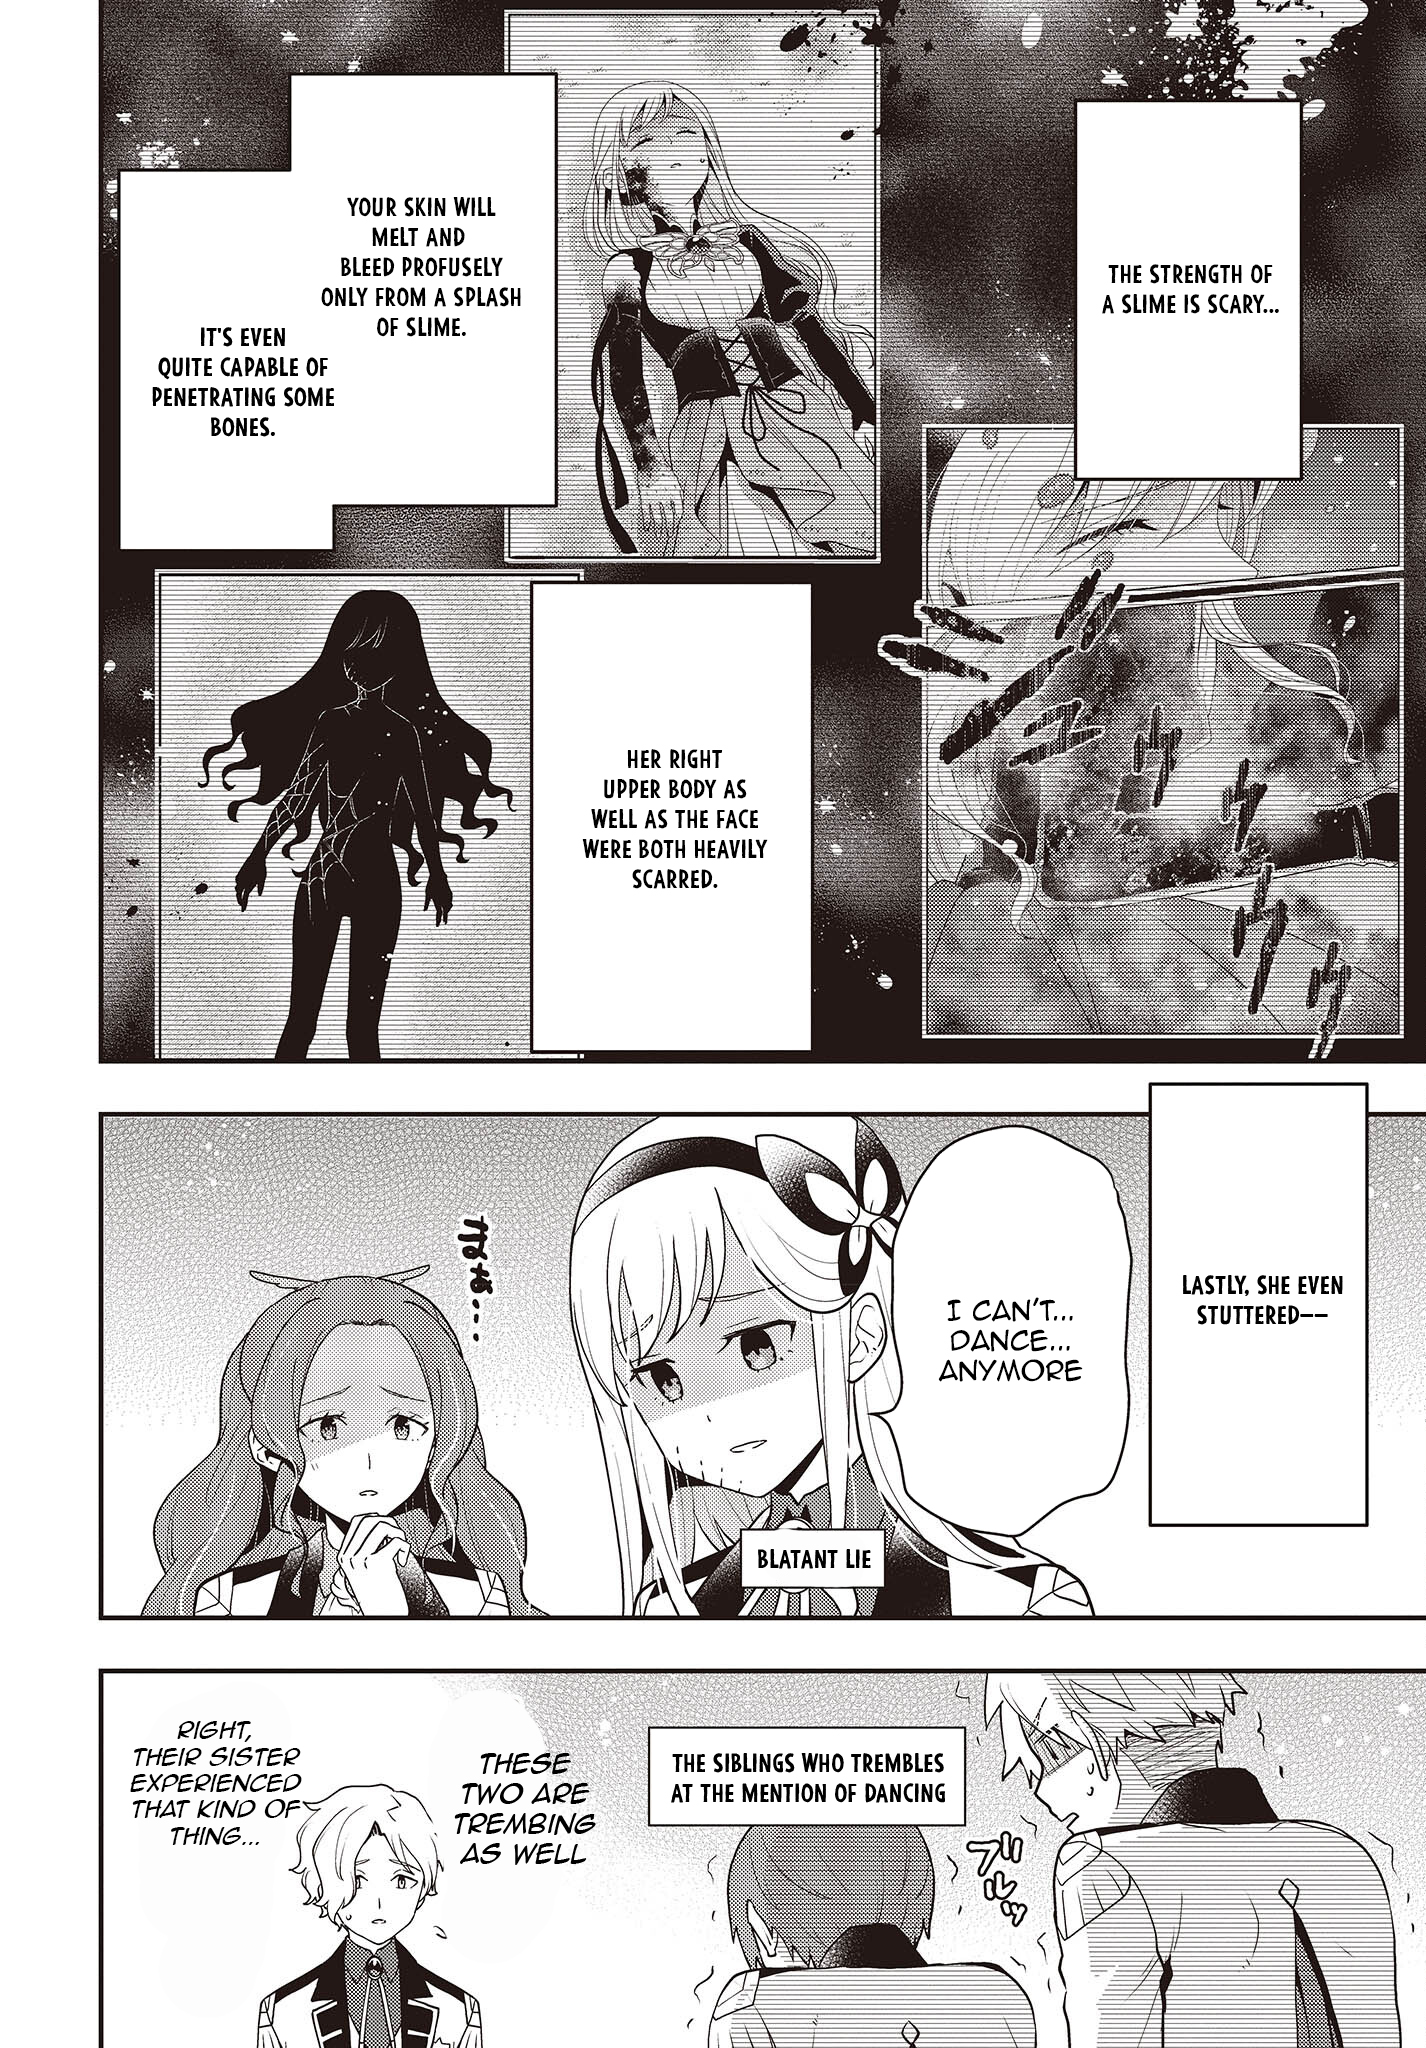 THE STRENGTH OF
A SLIME IS SCARY...
YOUR SKIN WILL
MELT AND
BLEED PROFUSELY
ONLY FROM A SPLASH
OF SLIME.
IT'S EVEN
QUITE CAPABLE OF
PENETRATING SOME
BONES.
HER RIGHT
UPPER BODY AS
WELL AS THE FACE
WERE BOTH HEAVILY
SCARRED.
LASTLY, SHE EVEN
STUTTERED--
I CAN'T...
DANCE...
ANYMORE
BLATANT LIE
THE SIBLINGS WHO TREMBLES
AT THE MENTION OF DANCING
ブルブルッ
THESE
TWO ARE
TREMBING
AS WELL
RIGHT,
THEIR SISTER
EXPERIENCED
THAT KIND OF
THING...